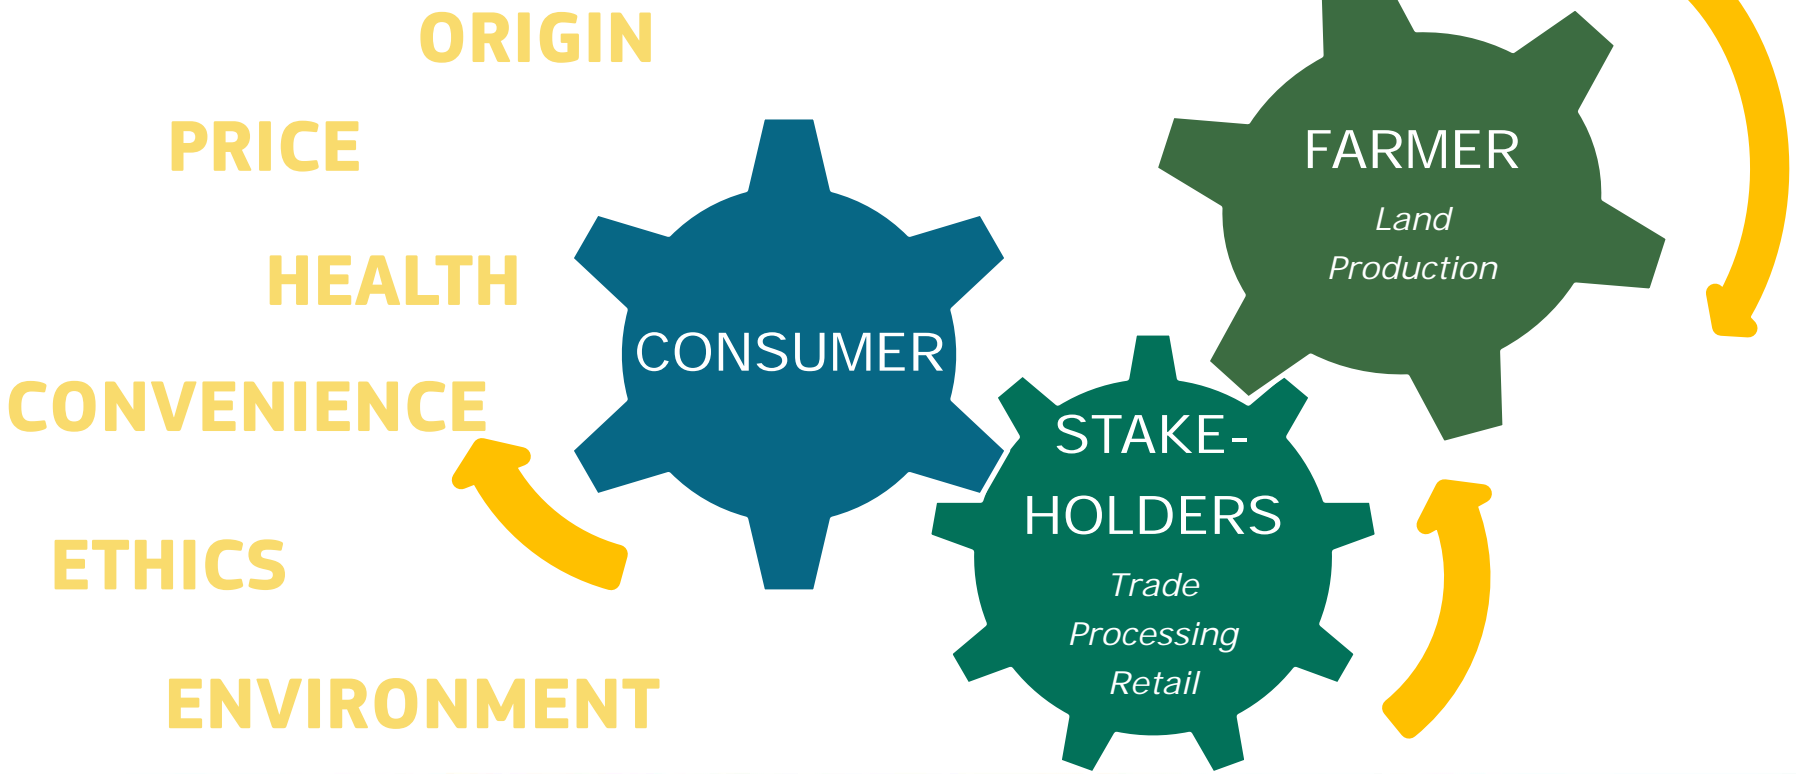 ORIGIN
PRICE
HEALTH
CONVENIENCE
ETHICS
ENVIRONMENT
CONSUMER
FARMER
Land
Production
STAKE-
HOLDERS
Trade
Processing
Retail